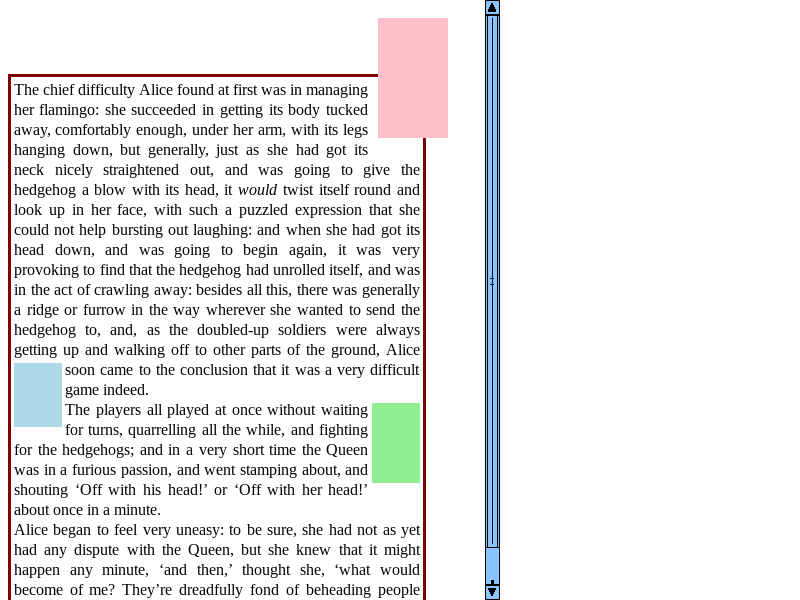 The chief difficulty Alice found at first was in managing
her flamingo: she succeeded in getting its body tucked
away, comfortably enough, under her arm, with its legs
hanging down, but generally, just as she had got its
neck nicely straightened out, and was going to give the
hedgehog a blow with its head, it would twist itself round and
look up in her face, with such a puzzled expression that she
could not help bursting out laughing: and when she had got its
head down, and was going to begin again, it was very
provoking to find that the hedgehog had unrolled itself, and was
in the act of crawling away: besides all this, there was generally
a ridge or furrow in the way wherever she wanted to send the
hedgehog to, and, as the doubled-up soldiers were always
getting up and walking off to other parts of the ground, Alice
soon came to the conclusion that it was a very difficult
game indeed.
The players all played at once without waiting
for turns, quarrelling all the while, and fighting
for the hedgehogs; and in a very short time the Queen
was in a furious passion, and went stamping about, and
shouting ‘Off with his head!’ or ‘Off with her head!’
about once in a minute.
Alice began to feel very uneasy: to be sure, she had not as yet
had any dispute with the Queen, but she knew that it might
happen any minute, ‘and then,’ thought she, ‘what would
become of me? They’re dreadfully fond of beheading people